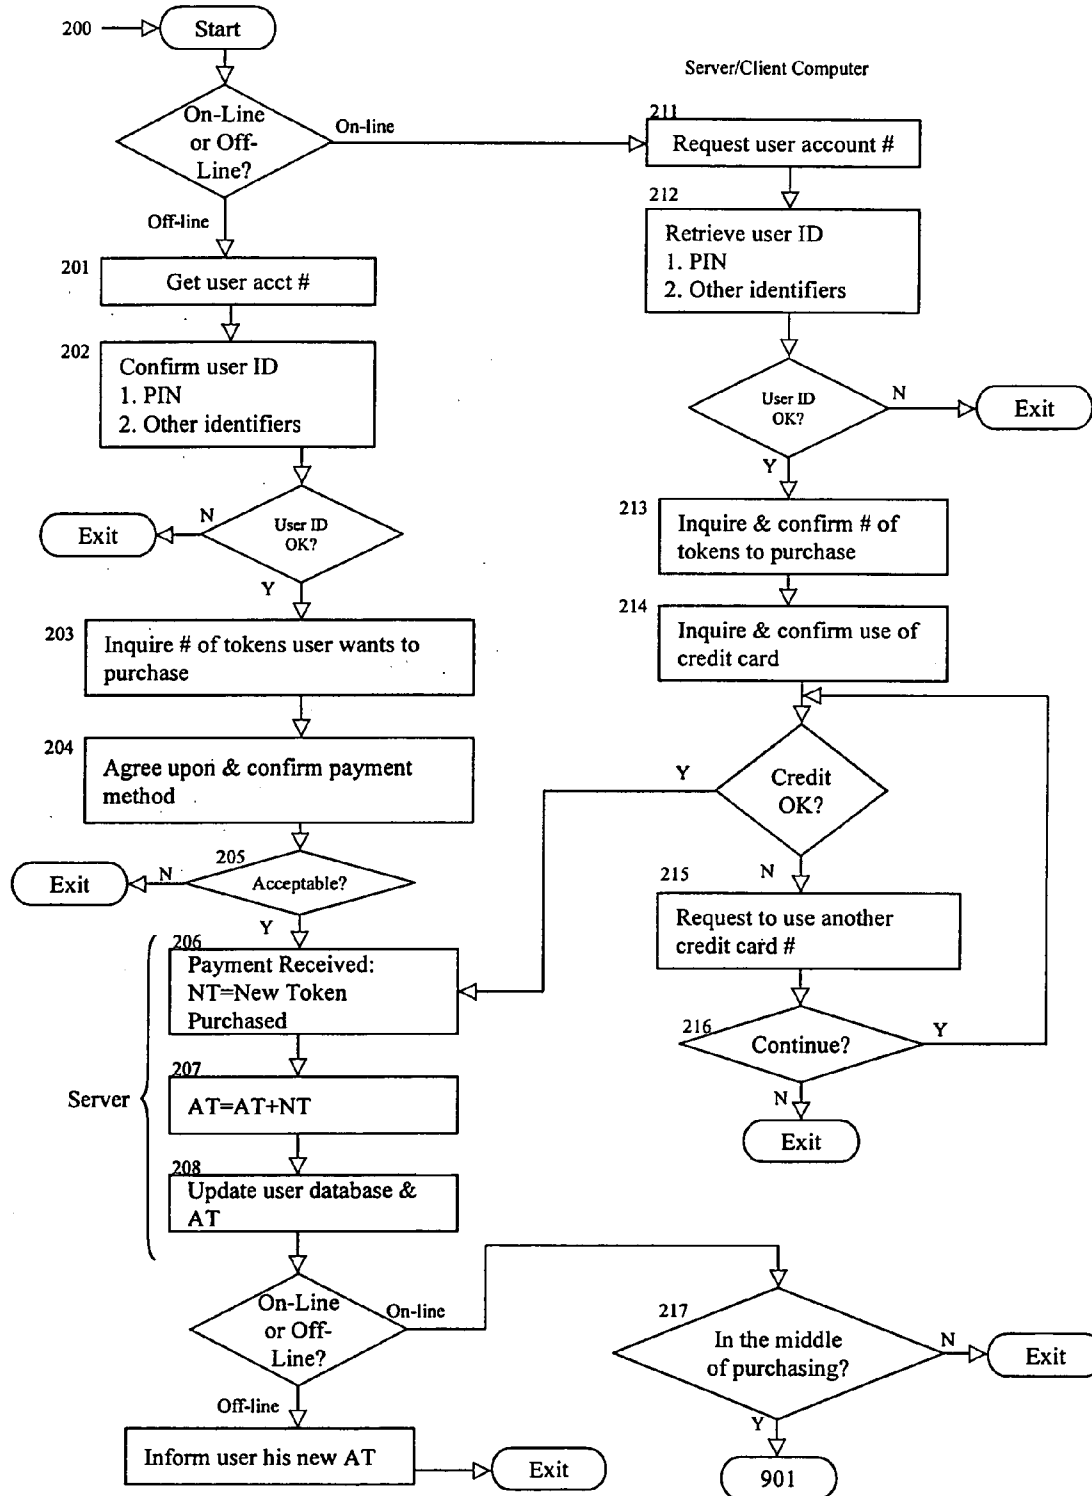 200
Start
Server/Client Computer
On-Line
or Off-
Line?
On-line
Off-line
211
Request user account #
212
Retrieve user ID
1. PIN
2. Other identifiers
201
Get user acct #
202
Confirm user ID
1. PIN
2. Other identifiers
User ID
OK?
N
Exit
Y
User ID
OK?
N
Exit
Y
213
Inquire & confirm # of
tokens to purchase
214
Inquire & confirm use of
credit card
203
Inquire # of tokens user wants to
purchase
204
Agree upon & confirm payment
method
Credit
OK?
Y
N
205
Acceptable?
N
Exit
Y
215
Request to use another
credit card #
216
Continue?
Y
N
Exit
Server
206
Payment Received:
NT=New Token
Purchased
207
AT=AT+NT
208
Update user database &
AT
On-Line
or Off-
Line?
On-line
Off-line
217
In the middle
of purchasing?
N
Exit
Y
901
Inform user his new AT
Exit